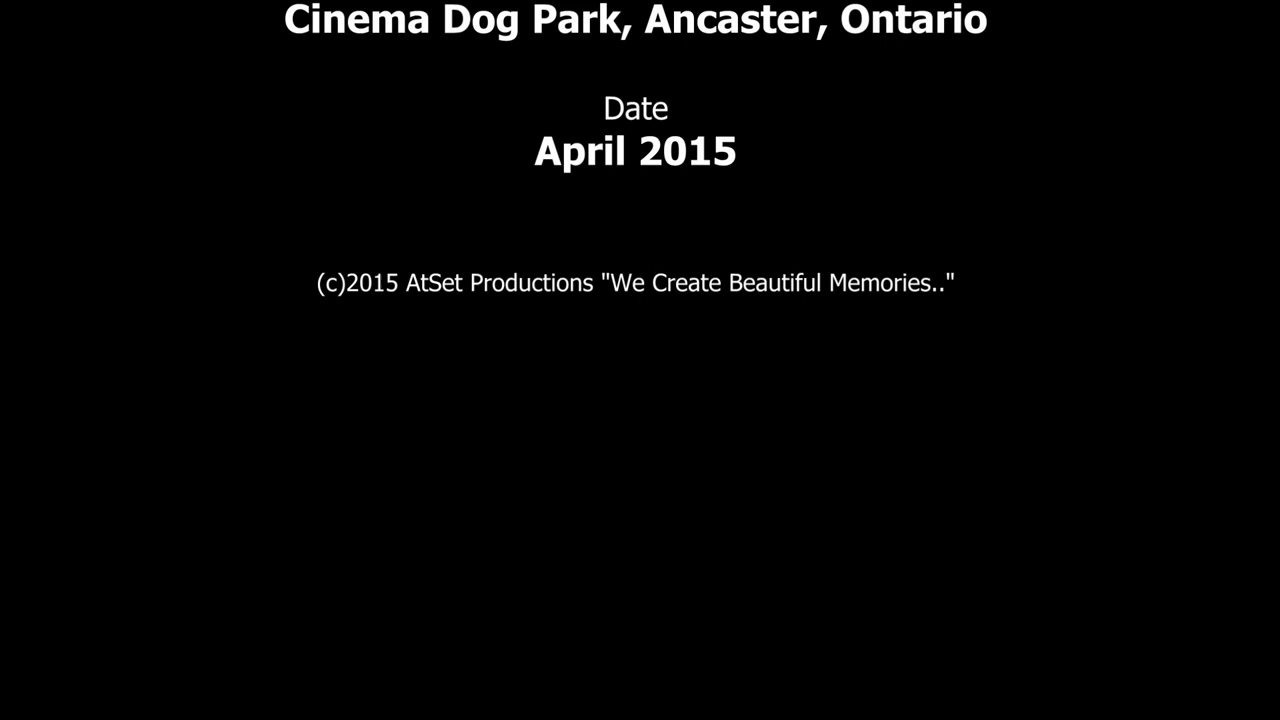 Cinema Dog Park, Ancaster, Ontario
Date
April 2015
(c)2015 AtSet Productions "We Create Beautiful Memories.."